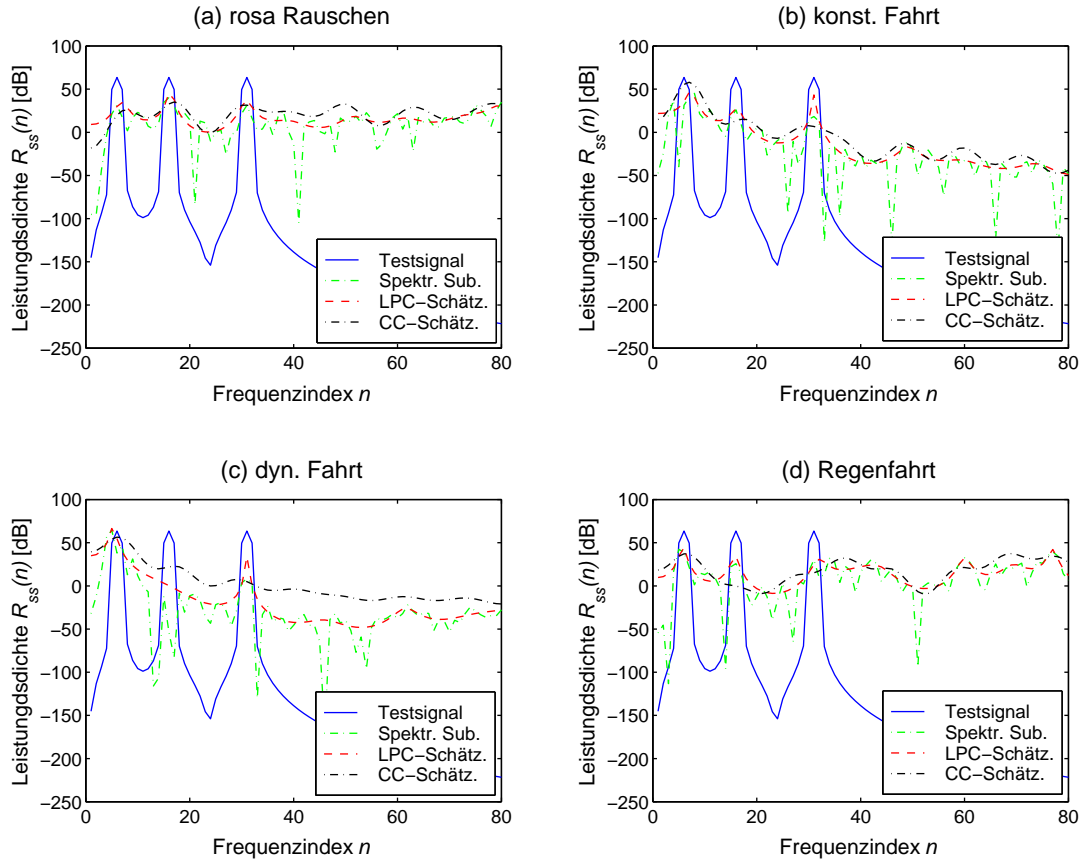 (a) rosa Rauschen
100
50
0
−50
−100
−150
−200
−250
Leistungdsdichte Rss(n) [dB]
Testsignal
Spektr. Sub.
LPC−Schätz.
CC−Schätz.
0 20 40 60 80
Frequenzindex n
(b) konst. Fahrt
100
50
0
−50
−100
−150
−200
−250
Leistungdsdichte Rss(n) [dB]
Testsignal
Spektr. Sub.
LPC−Schätz.
CC−Schätz.
0 20 40 60 80
Frequenzindex n
(c) dyn. Fahrt
100
50
0
−50
−100
−150
−200
−250
Leistungdsdichte Rss(n) [dB]
Testsignal
Spektr. Sub.
LPC−Schätz.
CC−Schätz.
0 20 40 60 80
Frequenzindex n
(d) Regenfahrt
100
50
0
−50
−100
−150
−200
−250
Leistungdsdichte Rss(n) [dB]
Testsignal
Spektr. Sub.
LPC−Schätz.
CC−Schätz.
0 20 40 60 80
Frequenzindex n